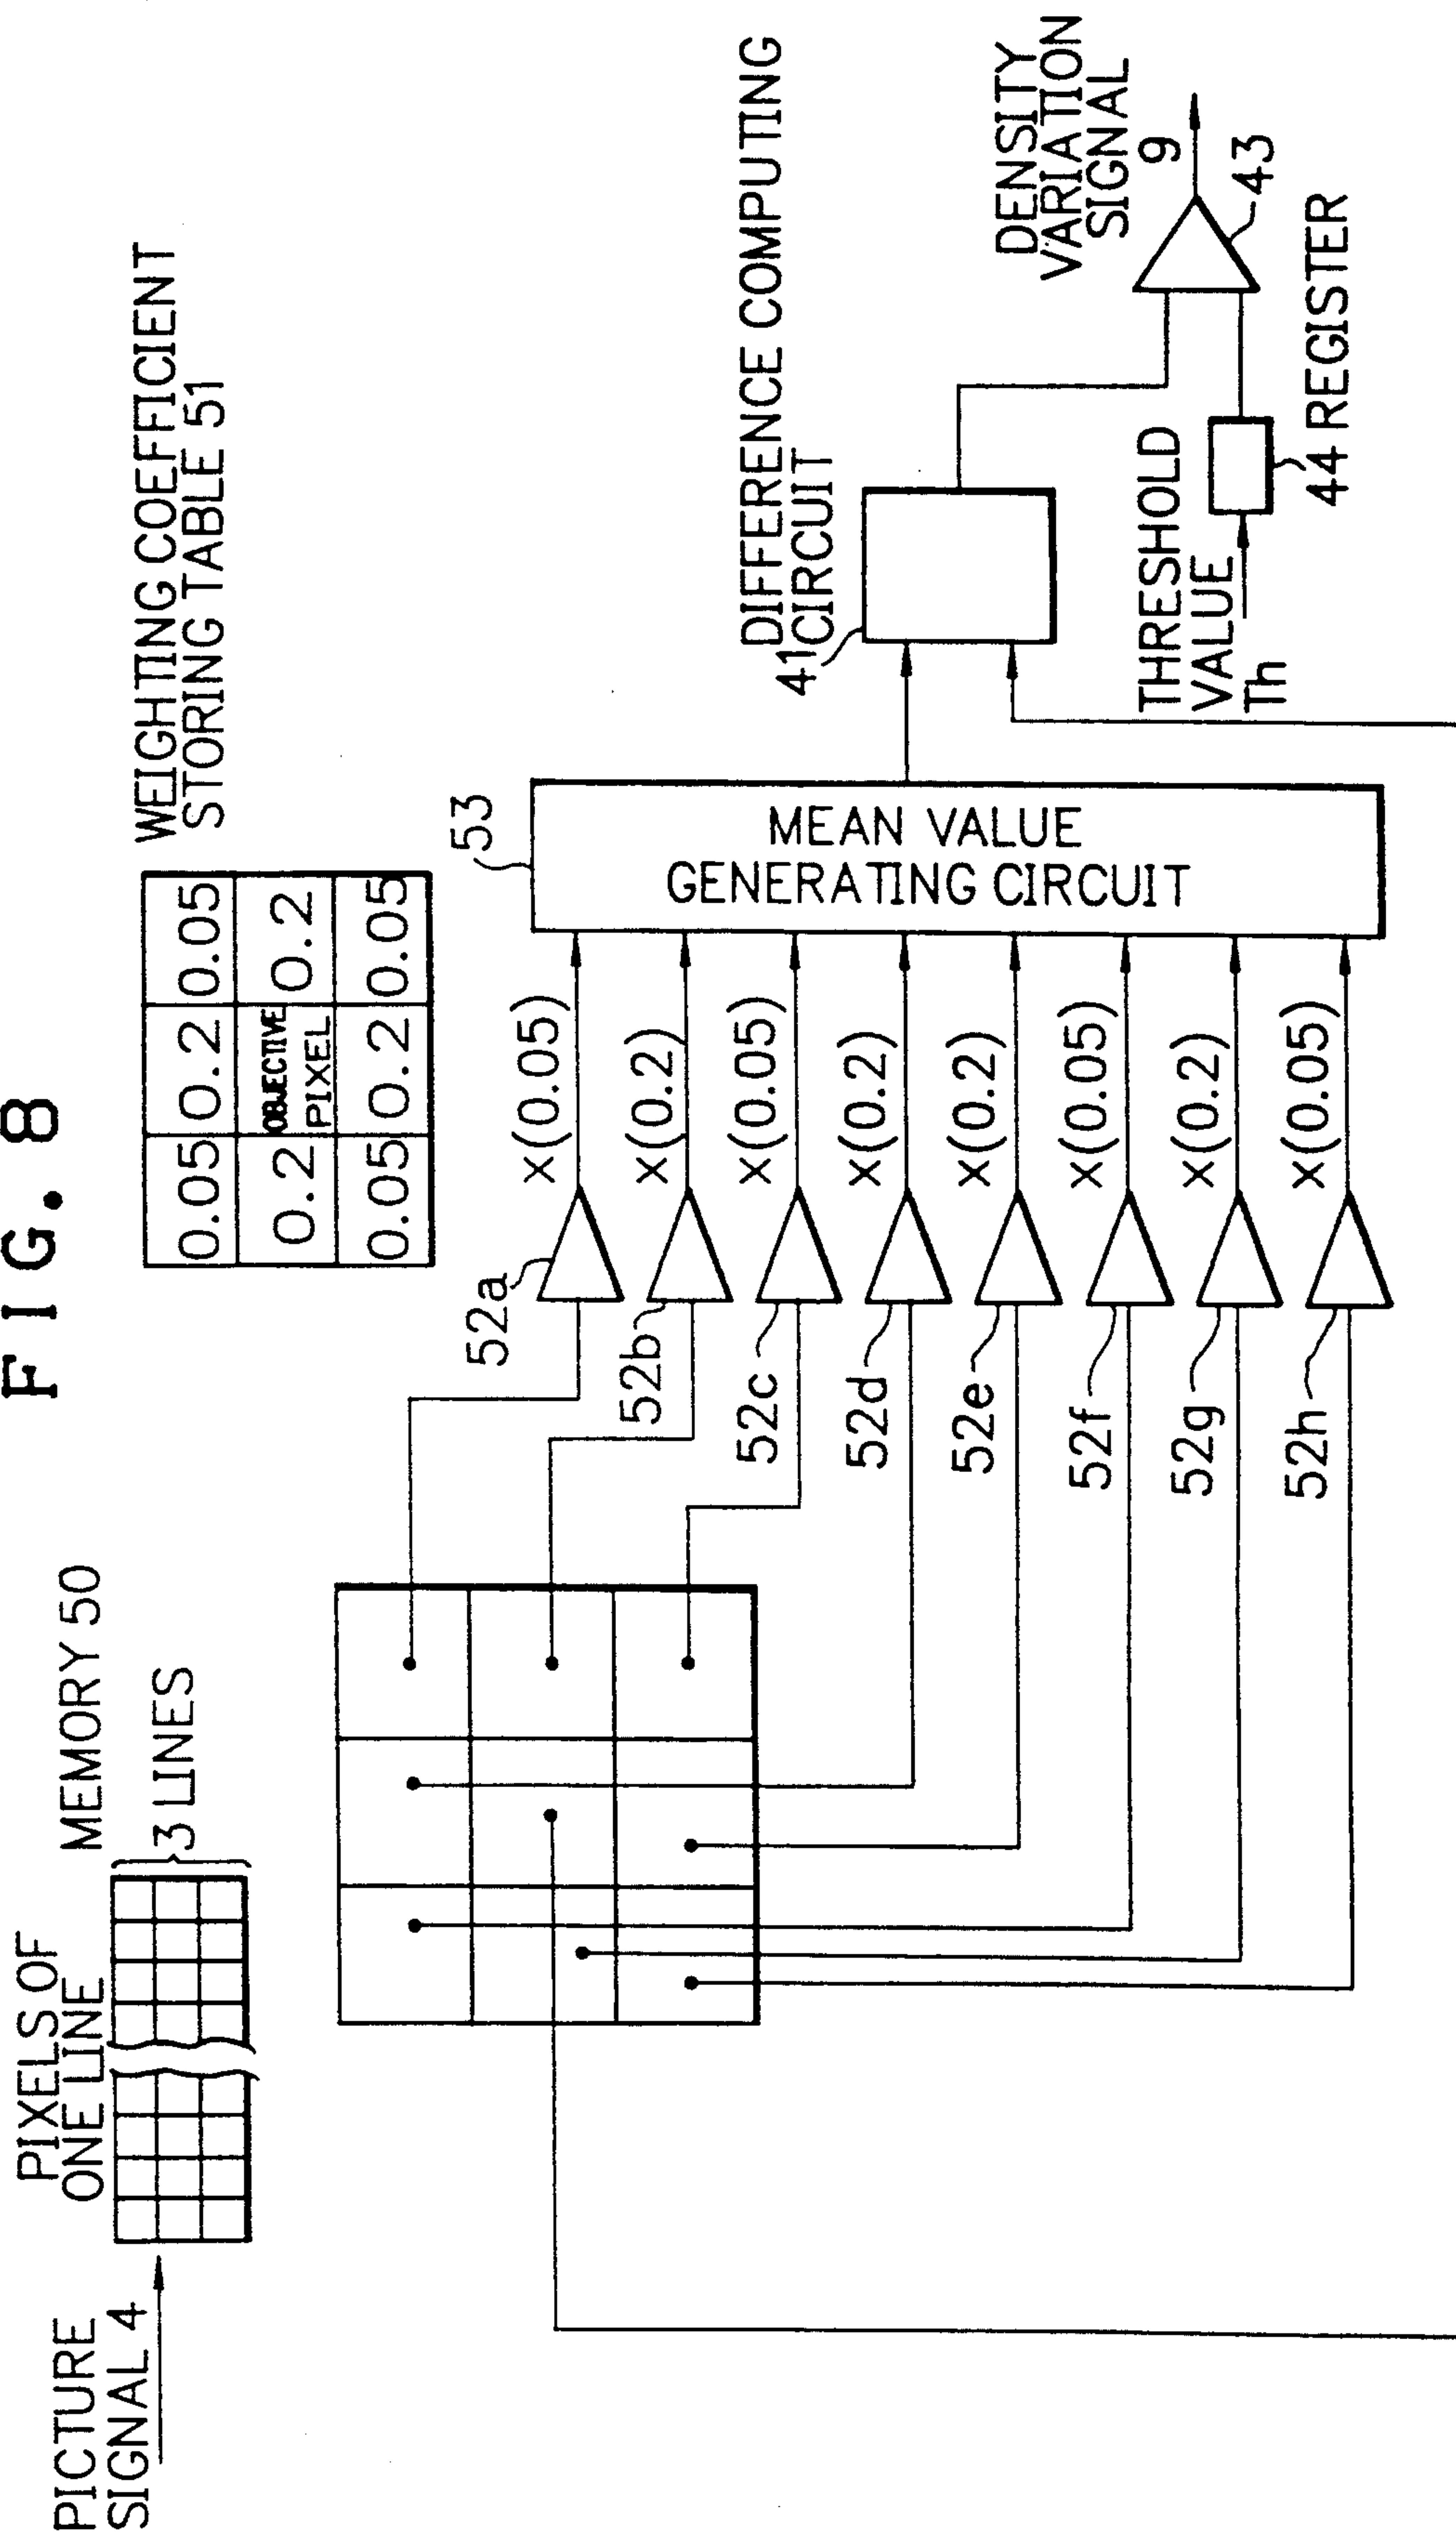 FIG. 8
PICTURE
SIGNAL 4
PIXELS OF
ONE LINE
MEMORY 50
3 LINES
WEIGHTING COEFFICIENT
STORING TABLE 51
0.05 0.2 0.05
0.2 OBJECTIVE PIXEL 0.2
0.05 0.2 0.05
52a
52b
52c
52d
52e
52f
52g
52h
x(0.05)
x(0.2)
x(0.05)
x(0.2)
x(0.2)
x(0.05)
x(0.2)
x(0.05)
53
MEAN VALUE
GENERATING CIRCUIT
DIFFERENCE COMPUTING
41 CIRCUIT
THRESHOLD
VALUE
Th
44 REGISTER
DENSITY
VARIATION
SIGNAL
9
43